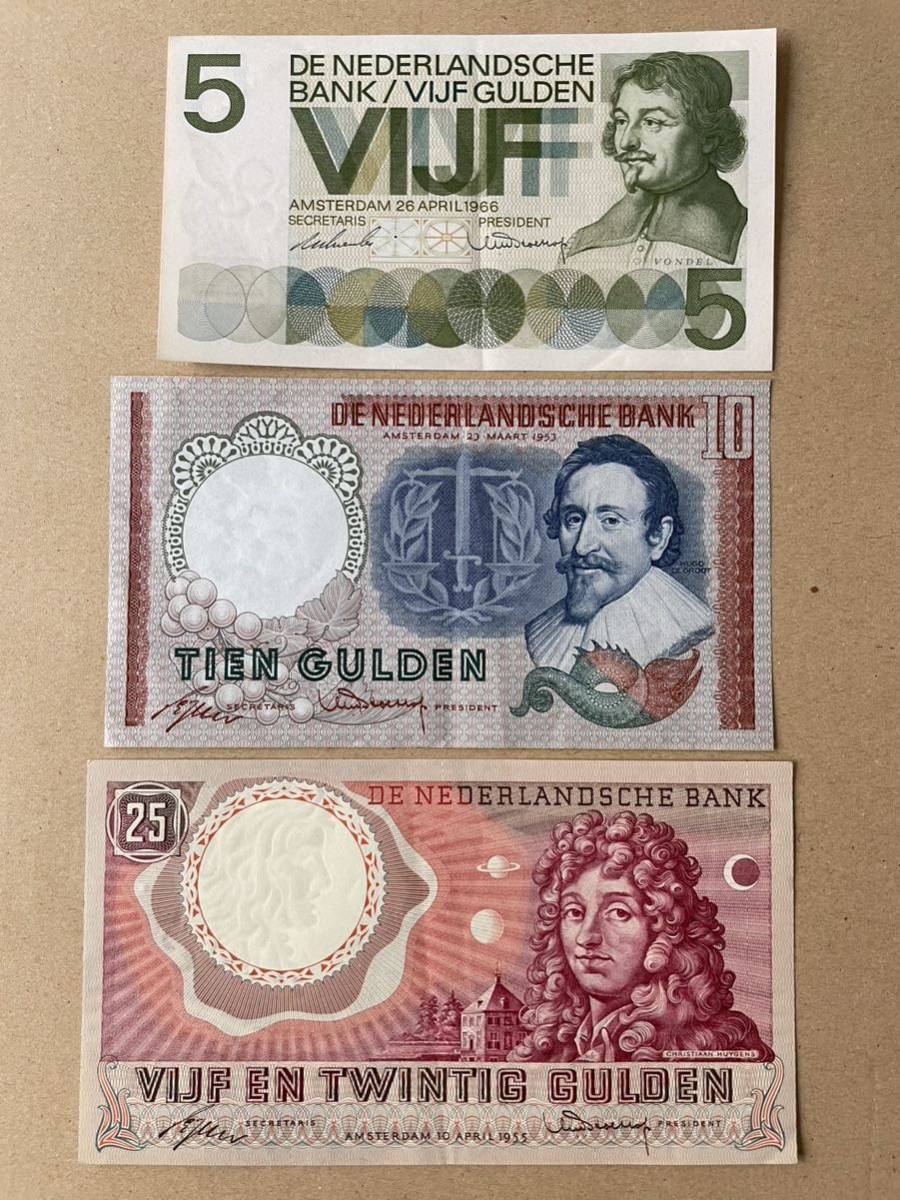 5
DE NEDERLANDSCHE
BANK / VIJF GULDEN
VIJF
AMSTERDAM 26 APRIL 1966
SECRETARIS PRESIDENT
VONDEL
5
DE NEDERLANDSCHE BANK 10
AMSTERDAM 23 MAART 1953
HUGO
DE GROOT
TIEN GULDEN
SECRETARIS PRESIDENT
25
DE NEDERLANDSCHE BANK
CHRISTIAAN HUYGENS
VIJF EN TWINTIG GULDEN
SECRETARIS PRESIDENT
AMSTERDAM 10 APRIL 1955